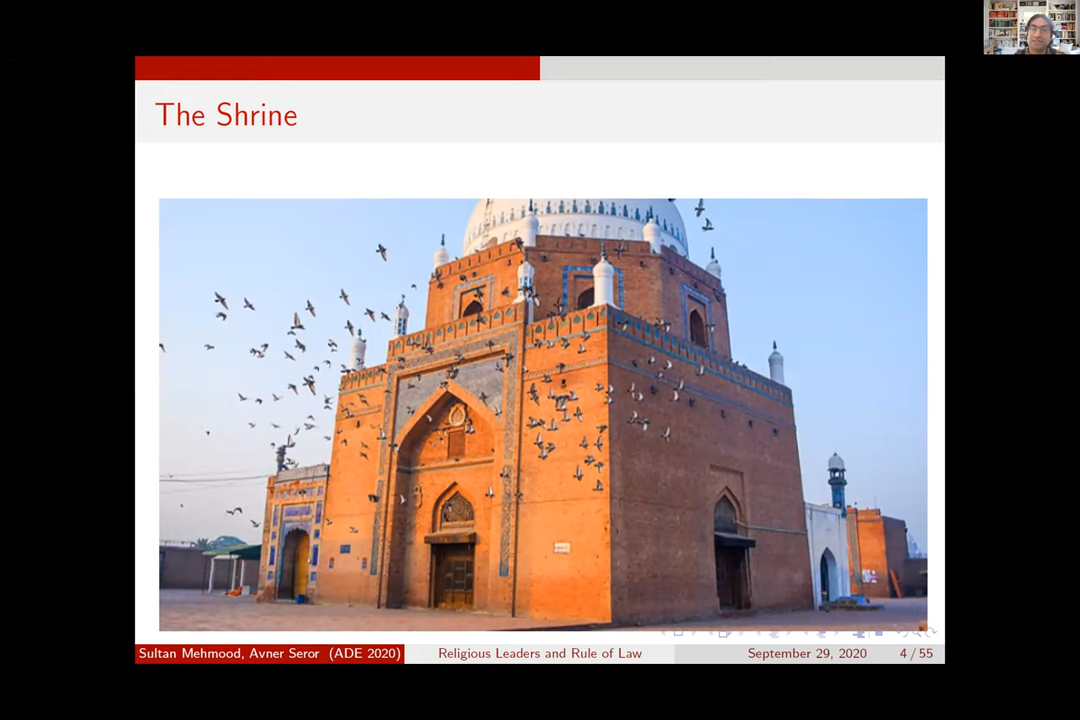 The Shrine
Sultan Mehmood, Avner Seror (ADE 2020)
Religious Leaders and Rule of Law
September 29, 2020
4 / 55